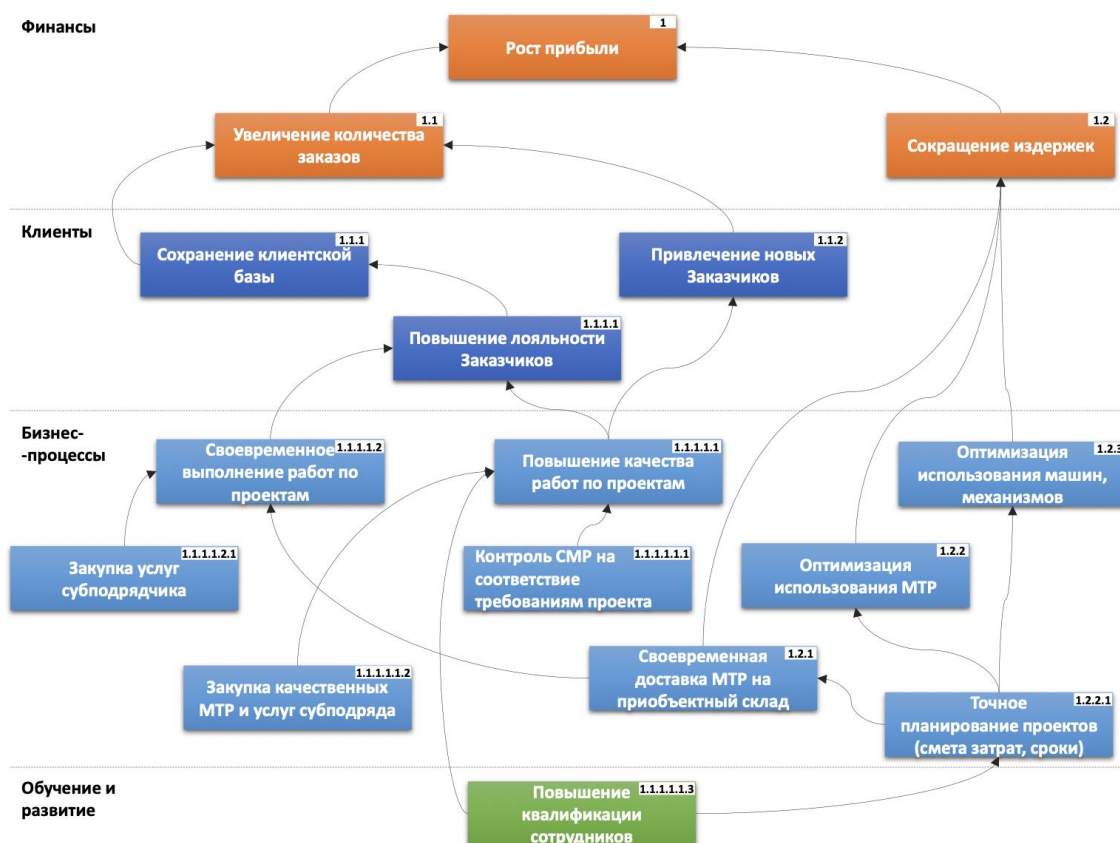 Финансы
1
Рост прибыли
1.1
Увеличение количества
заказов
1.2
Сокращение издержек
Клиенты
1.1.1
Сохранение клиентской
базы
1.1.2
Привлечение новых
Заказчиков
1.1.1.1
Повышение лояльности
Заказчиков
Бизнес-
-процессы
1.1.1.1.2
Своевременное
выполнение работ по
проектам
1.1.1.1.1
Повышение качества
работ по проектам
1.2.3
Оптимизация
использования машин,
механизмов
1.1.1.1.2.1
Закупка услуг
субподрядчика
1.1.1.1.1.1
Контроль СМР на
соответствие
требованиям проекта
1.2.2
Оптимизация
использования МТР
1.1.1.1.1.2
Закупка качественных
МТР и услуг субподряда
1.2.1
Своевременная
доставка МТР на
приобъектный склад
1.2.2.1
Точное
планирование проектов
(смета затрат, сроки)
Обучение и
развитие
1.1.1.1.1.3
Повышение
квалификации
сотрудников